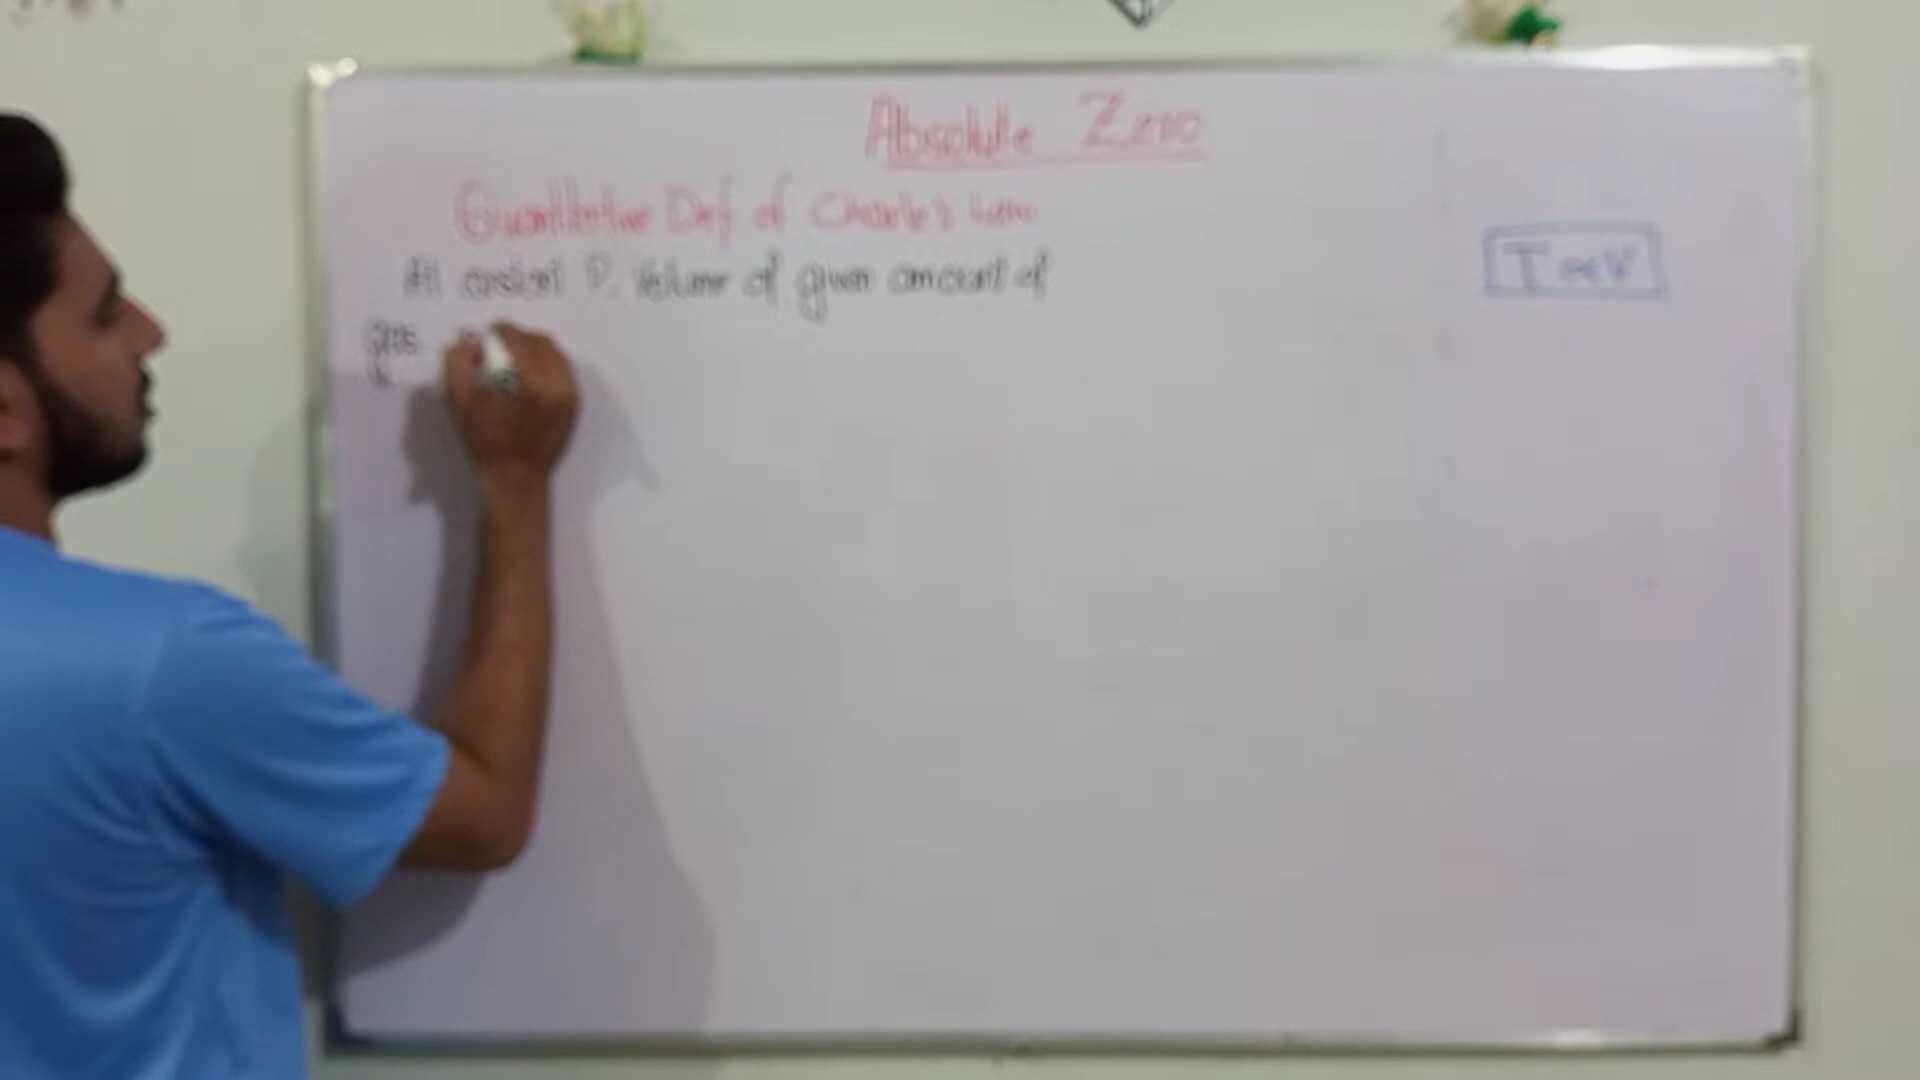 Absolute Zero
Quantitative Def of Charle's Law
T ∝ V
At constant P. Volume of given amount of
gas